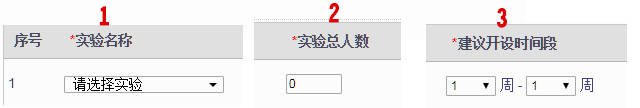 1 2 3
序号 *实验名称 *实验总人数 *建议开设时间段
1 请选择实验 0 1 周 - 1 周